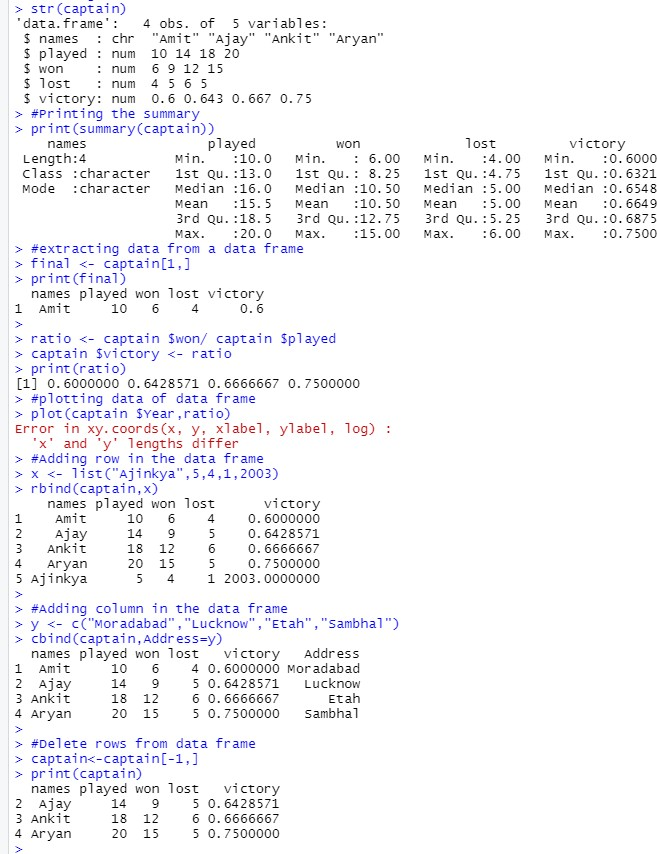 > str(captain)
'data.frame':   4 obs. of  5 variables:
 $ names  : chr  "Amit" "Ajay" "Ankit" "Aryan"
 $ played : num  10 14 18 20
 $ won    : num  6 9 12 15
 $ lost   : num  4 5 6 5
 $ victory: num  0.6 0.643 0.667 0.75
> #Printing the summary
> print(summary(captain))
    names               played          won             lost         victory
 Length:4           Min.   :10.0   Min.   : 6.00   Min.   :4.00   Min.   :0.6000
 Class :character   1st Qu.:13.0   1st Qu.: 8.25   1st Qu.:4.75   1st Qu.:0.6321
 Mode  :character   Median :16.0   Median :10.50   Median :5.00   Median :0.6548
                    Mean   :15.5   Mean   :10.50   Mean   :5.00   Mean   :0.6649
                    3rd Qu.:18.5   3rd Qu.:12.75   3rd Qu.:5.25   3rd Qu.:0.6875
                    Max.   :20.0   Max.   :15.00   Max.   :6.00   Max.   :0.7500
> #extracting data from a data frame
> final <- captain[1,]
> print(final)
  names played won lost victory
1  Amit     10   6    4     0.6
>
> ratio <- captain $won/ captain $played
> captain $victory <- ratio
> print(ratio)
[1] 0.6000000 0.6428571 0.6666667 0.7500000
> #plotting data of data frame
> plot(captain $Year,ratio)
Error in xy.coords(x, y, xlabel, ylabel, log) :
  'x' and 'y' lengths differ
> #Adding row in the data frame
> x <- list("Ajinkya",5,4,1,2003)
> rbind(captain,x)
    names played won lost      victory
1    Amit     10   6    4    0.6000000
2    Ajay     14   9    5    0.6428571
3   Ankit     18  12    6    0.6666667
4   Aryan     20  15    5    0.7500000
5 Ajinkya      5   4    1 2003.0000000
>
> #Adding column in the data frame
> y <- c("Moradabad","Lucknow","Etah","Sambhal")
> cbind(captain,Address=y)
  names played won lost   victory   Address
1  Amit     10   6    4 0.6000000 Moradabad
2  Ajay     14   9    5 0.6428571   Lucknow
3 Ankit     18  12    6 0.6666667      Etah
4 Aryan     20  15    5 0.7500000   Sambhal
>
> #Delete rows from data frame
> captain<-captain[-1,]
> print(captain)
  names played won lost   victory
2  Ajay     14   9    5 0.6428571
3 Ankit     18  12    6 0.6666667
4 Aryan     20  15    5 0.7500000
>